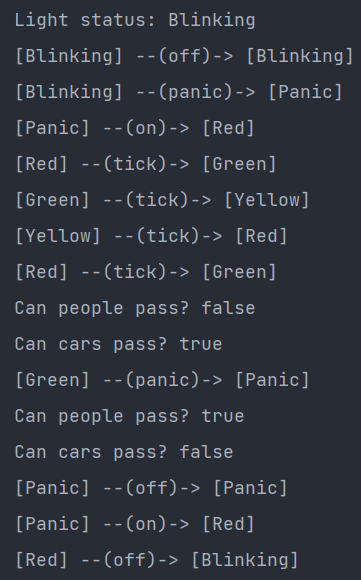 Light status: Blinking
[Blinking] --(off)-> [Blinking]
[Blinking] --(panic)-> [Panic]
[Panic] --(on)-> [Red]
[Red] --(tick)-> [Green]
[Green] --(tick)-> [Yellow]
[Yellow] --(tick)-> [Red]
[Red] --(tick)-> [Green]
Can people pass? false
Can cars pass? true
[Green] --(panic)-> [Panic]
Can people pass? true
Can cars pass? false
[Panic] --(off)-> [Panic]
[Panic] --(on)-> [Red]
[Red] --(off)-> [Blinking]